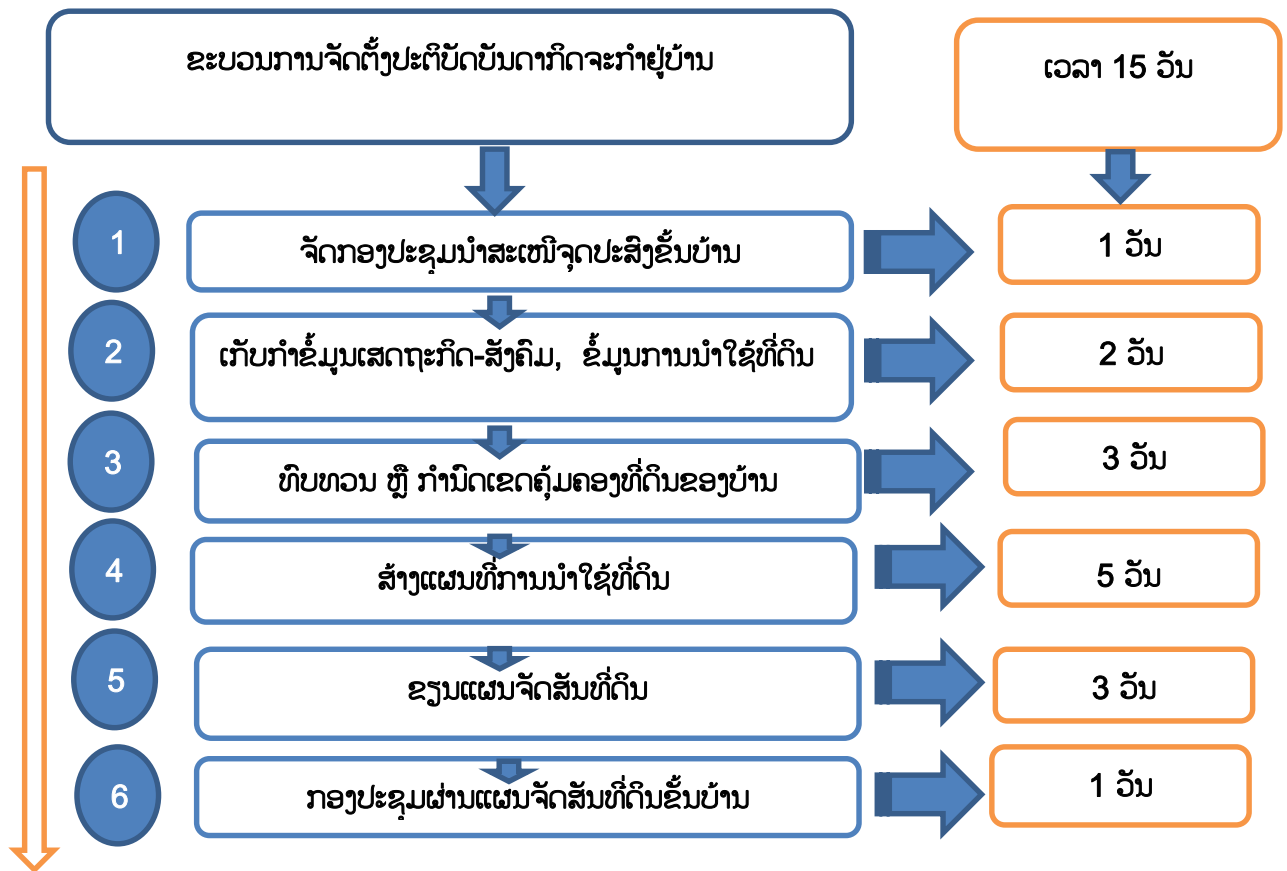 ຂະບວນການຈັດຕັ້ງປະຕິບັດບັນດາກິດຈະກຳຢູ່ບ້ານ
ເວລາ 15 ວັນ
1
ຈັດກອງປະຊຸມນຳສະເໜີຈຸດປະສົງຂັ້ນບ້ານ
1 ວັນ
2
ເກັບກຳຂໍ້ມູນເສດຖະກິດ-ສັງຄົມ, ຂໍ້ມູນການນຳໃຊ້ທີ່ດິນ
2 ວັນ
3
ທົບທວນ ຫຼື ກຳນົດເຂດຄຸ້ມຄອງທີ່ດິນຂອງບ້ານ
3 ວັນ
4
ສ້າງແຜນທີ່ການນຳໃຊ້ທີ່ດິນ
5 ວັນ
5
ຂຽນແຜນຈັດສັນທີ່ດິນ
3 ວັນ
6
ກອງປະຊຸມຜ່ານແຜນຈັດສັນທີ່ດິນຂັ້ນບ້ານ
1 ວັນ